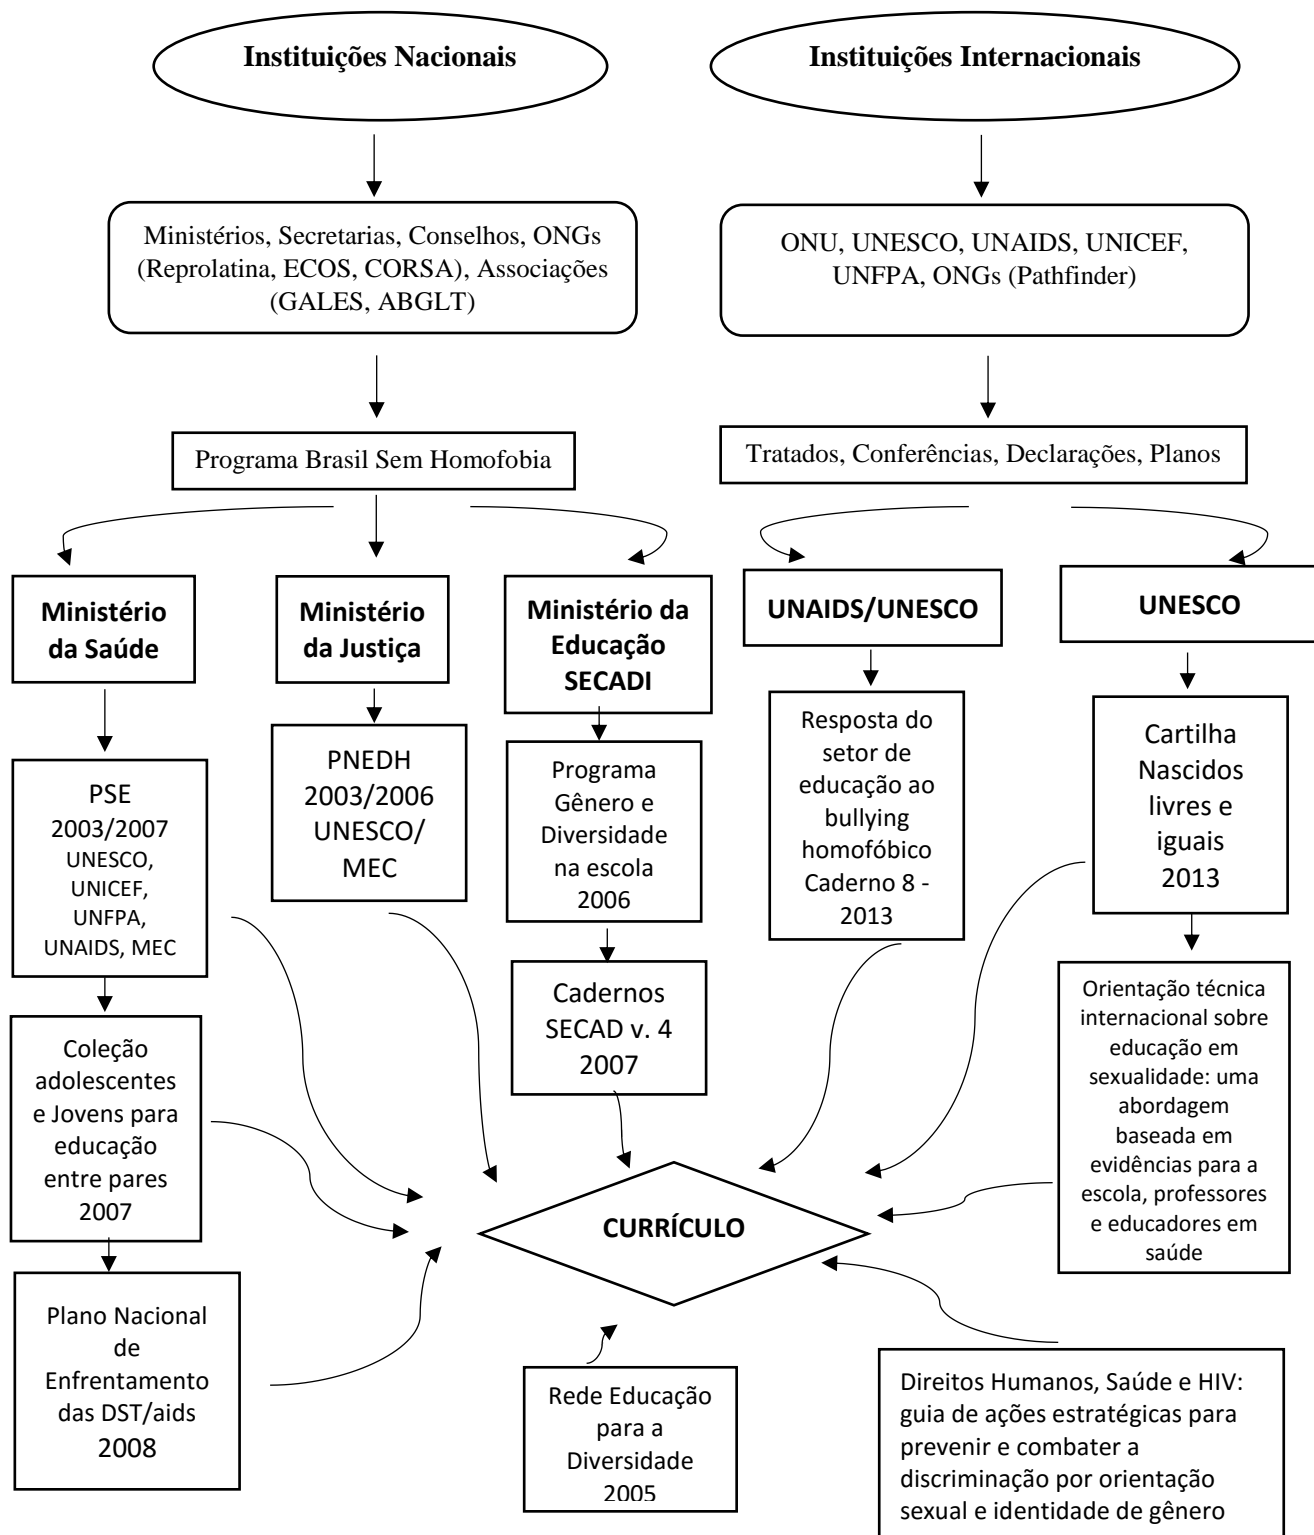 Instituições Nacionais
Instituições Internacionais
Ministérios, Secretarias, Conselhos, ONGs
(Reprolatina, ECOS, CORSA), Associações
(GALES, ABGLT)
ONU, UNESCO, UNAIDS, UNICEF,
UNFPA, ONGs (Pathfinder)
Programa Brasil Sem Homofobia
Tratados, Conferências, Declarações, Planos
Ministério
da Saúde
Ministério
da Justiça
Ministério da
Educação
SECADI
UNAIDS/UNESCO
UNESCO
PSE
2003/2007
UNESCO,
UNICEF,
UNFPA,
UNAIDS, MEC
PNEDH
2003/2006
UNESCO/
MEC
Programa
Gênero e
Diversidade
na escola
2006
Resposta do
setor de
educação ao
bullying
homofóbico
Caderno 8 -
2013
Cartilha
Nascidos
livres e
iguais
2013
Coleção
adolescentes
e Jovens para
educação
entre pares
2007
Cadernos
SECAD v. 4
2007
Orientação técnica
internacional sobre
educação em
sexualidade: uma
abordagem
baseada em
evidências para a
escola, professores
e educadores em
saúde
CURRÍCULO
Plano Nacional
de
Enfrentamento
das DST/aids
2008
Rede Educação
para a
Diversidade
2005
Direitos Humanos, Saúde e HIV:
guia de ações estratégicas para
prevenir e combater a
discriminação por orientação
sexual e identidade de gênero